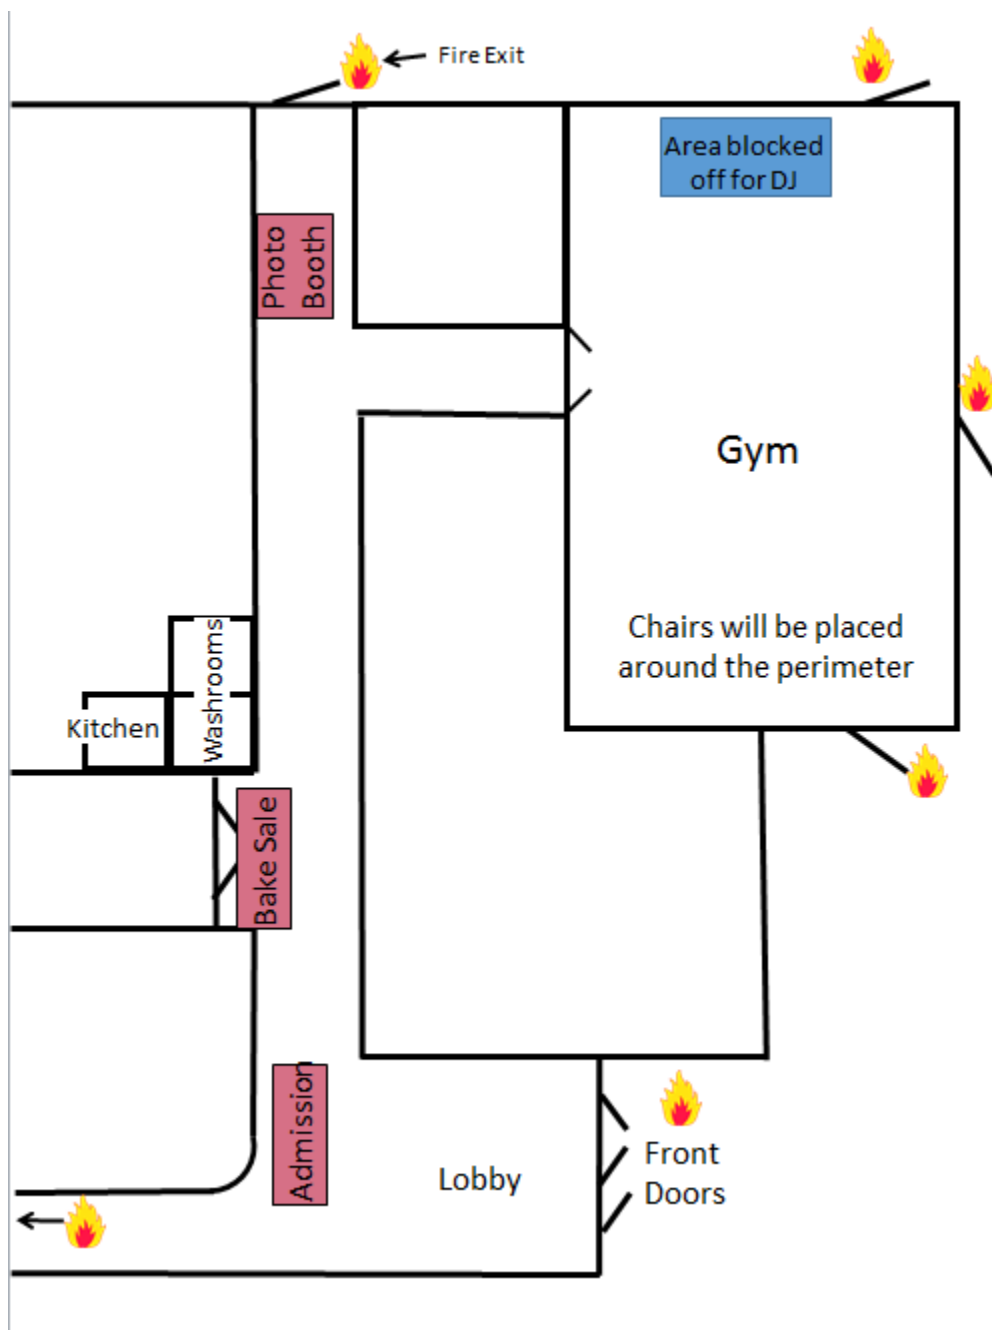 Fire Exit
Area blocked
off for DJ
Photo
Booth
Gym
Chairs will be placed
around the perimeter
Washrooms
Kitchen
Bake Sale
Admission
Lobby
Front
Doors